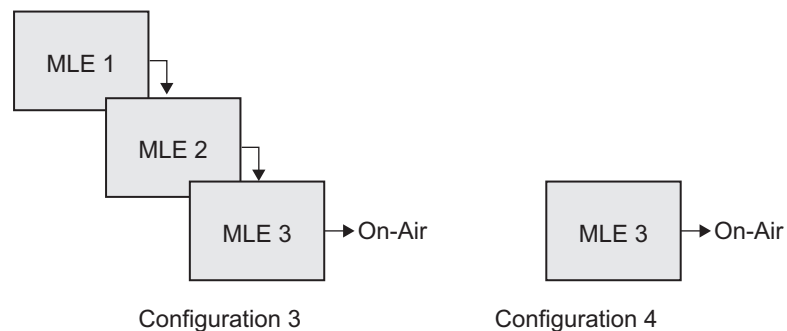 MLE 1
MLE 2
MLE 3
On-Air
MLE 3
On-Air
Configuration 3
Configuration 4